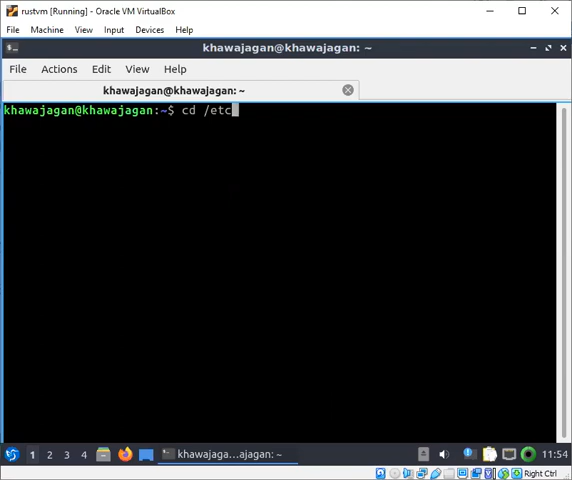 rustvm [Running] - Oracle VM VirtualBox
File Machine View Input Devices Help
khawajagan@khawajagan: ~
File Actions Edit View Help
khawajagan@khawajagan: ~
khawajagan@khawajagan:~$ cd /etc
1 2 3 4 khawajaga...ajagan: ~ 11:54
Right Ctrl